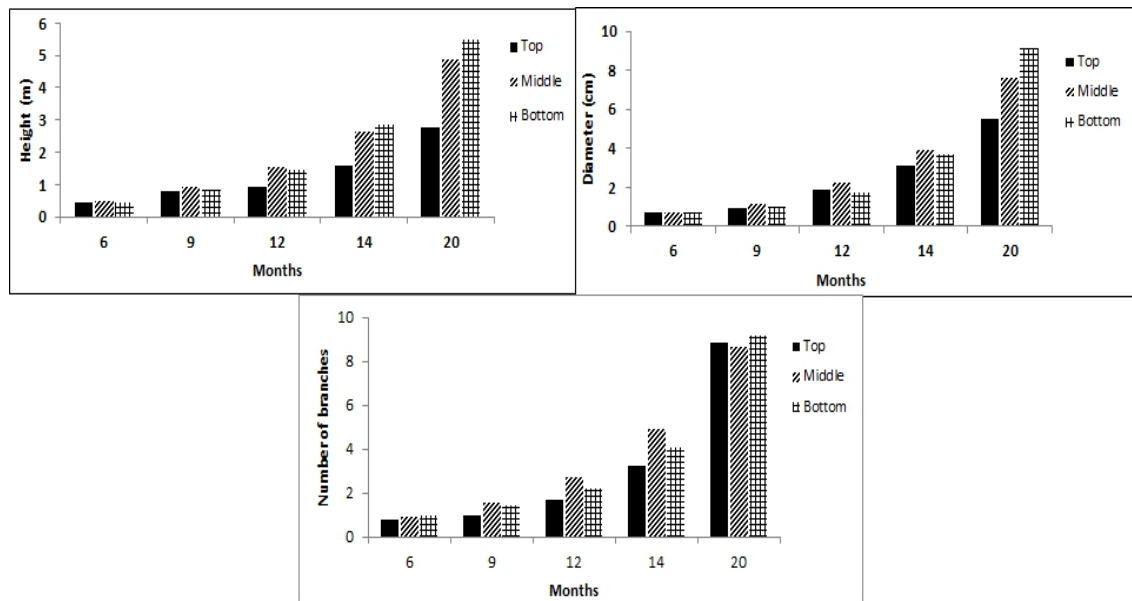 Height (m)
6
5
4
3
2
1
0
6 9 12 14 20
Months
Top
Middle
Bottom
Diameter (cm)
10
8
6
4
2
0
6 9 12 14 20
Months
Top
Middle
Bottom
Number of branches
10
8
6
4
2
0
6 9 12 14 20
Months
Top
Middle
Bottom